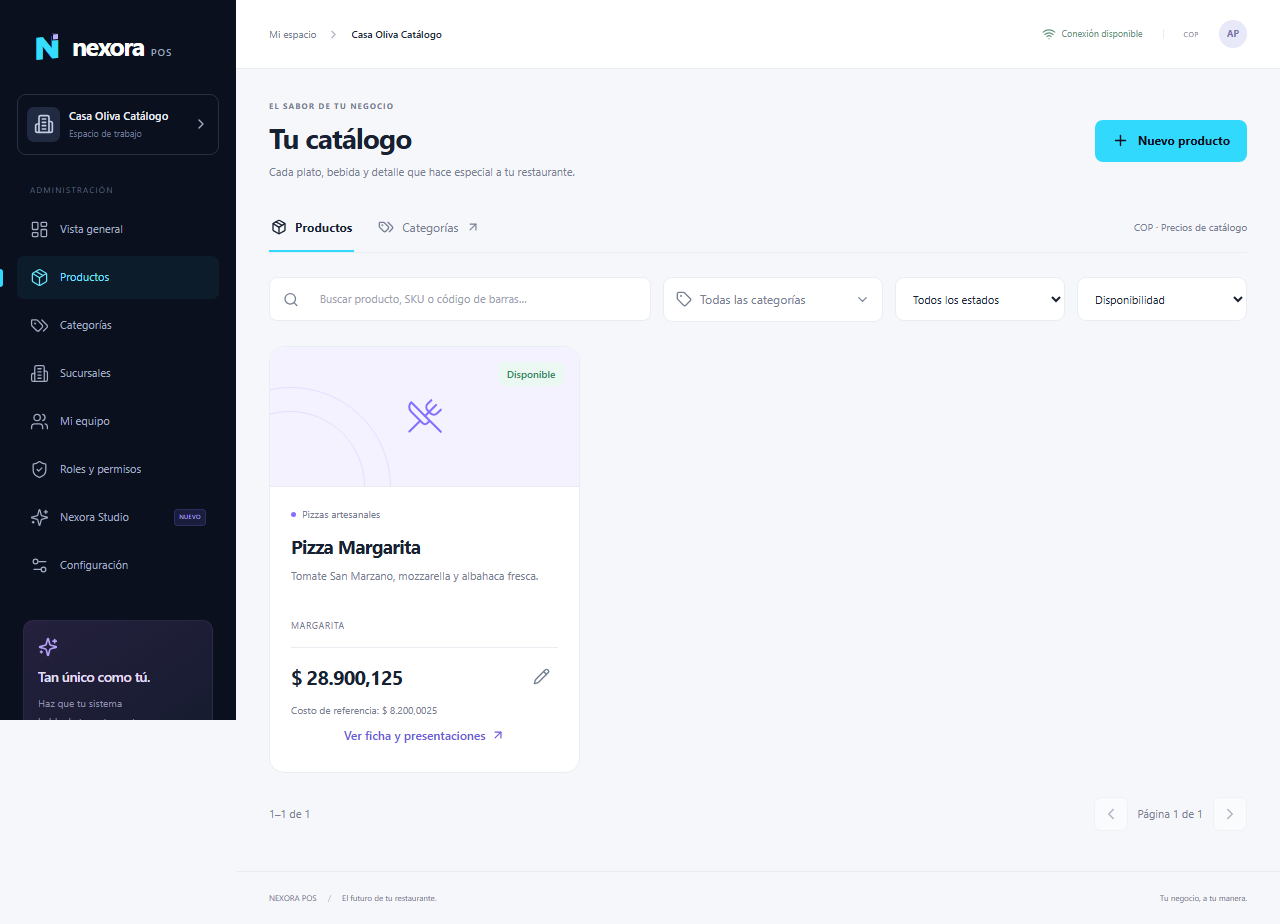 nexora POS
Casa Oliva Catálogo
Espacio de trabajo
ADMINISTRACIÓN
Vista general
Productos
Categorías
Sucursales
Mi equipo
Roles y permisos
Nexora Studio NUEVO
Configuración
Tan único como tú.
Haz que tu sistema
Mi espacio Casa Oliva Catálogo
Conexión disponible COP AP
EL SABOR DE TU NEGOCIO
Tu catálogo
Cada plato, bebida y detalle que hace especial a tu restaurante.
Nuevo producto
Productos Categorías
COP · Precios de catálogo
Buscar producto, SKU o código de barras...
Todas las categorías
Todos los estados
Disponibilidad
Disponible
Pizzas artesanales
Pizza Margarita
Tomate San Marzano, mozzarella y albahaca fresca.
MARGARITA
$ 28.900,125
Costo de referencia: $ 8.200,0025
Ver ficha y presentaciones
1–1 de 1
Página 1 de 1
NEXORA POS / El futuro de tu restaurante.
Tu negocio, a tu manera.